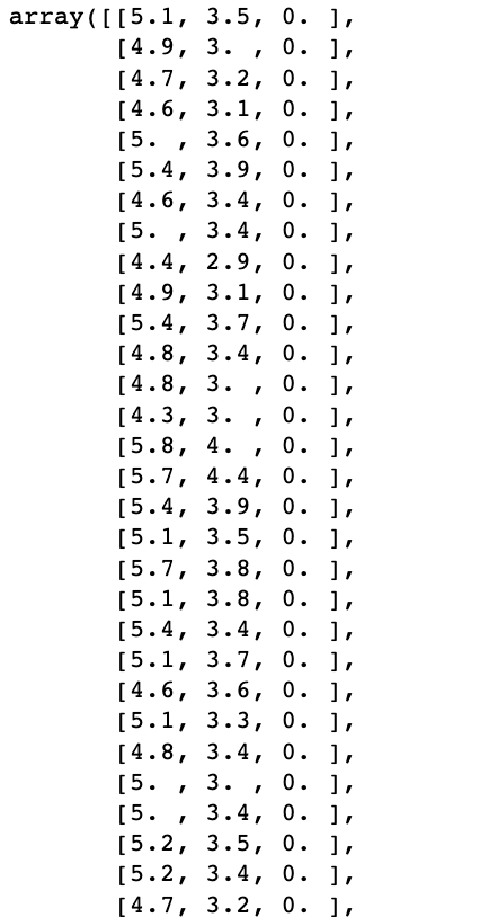 array([[5.1, 3.5, 0. ],
       [4.9, 3. , 0. ],
       [4.7, 3.2, 0. ],
       [4.6, 3.1, 0. ],
       [5. , 3.6, 0. ],
       [5.4, 3.9, 0. ],
       [4.6, 3.4, 0. ],
       [5. , 3.4, 0. ],
       [4.4, 2.9, 0. ],
       [4.9, 3.1, 0. ],
       [5.4, 3.7, 0. ],
       [4.8, 3.4, 0. ],
       [4.8, 3. , 0. ],
       [4.3, 3. , 0. ],
       [5.8, 4. , 0. ],
       [5.7, 4.4, 0. ],
       [5.4, 3.9, 0. ],
       [5.1, 3.5, 0. ],
       [5.7, 3.8, 0. ],
       [5.1, 3.8, 0. ],
       [5.4, 3.4, 0. ],
       [5.1, 3.7, 0. ],
       [4.6, 3.6, 0. ],
       [5.1, 3.3, 0. ],
       [4.8, 3.4, 0. ],
       [5. , 3. , 0. ],
       [5. , 3.4, 0. ],
       [5.2, 3.5, 0. ],
       [5.2, 3.4, 0. ],
       [4.7, 3.2, 0. ],